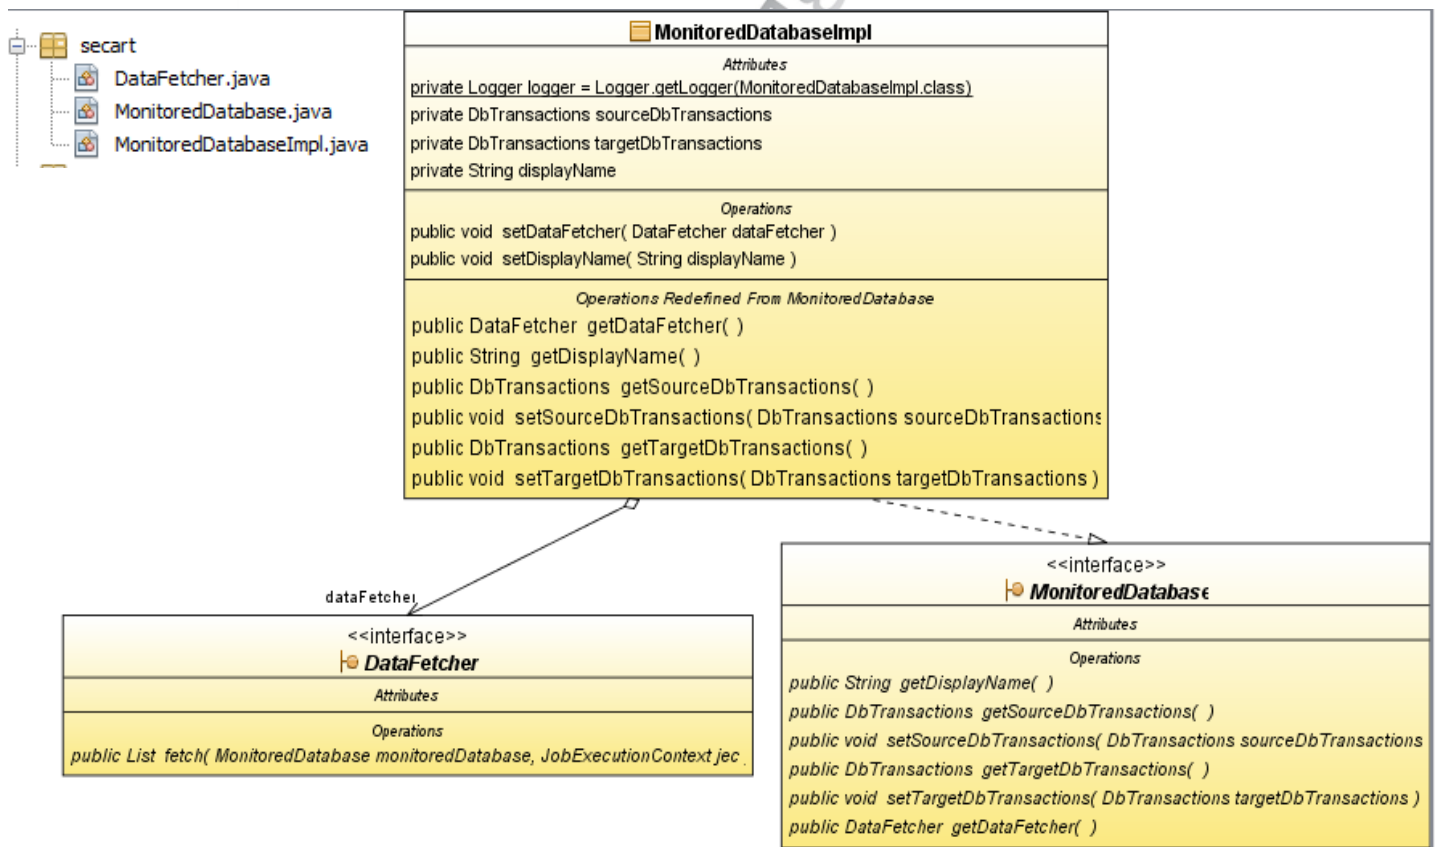 secart
DataFetcher.java
MonitoredDatabase.java
MonitoredDatabaseImpl.java
MonitoredDatabaseImpl
Attributes
private Logger logger = Logger.getLogger(MonitoredDatabaseImpl.class)
private DbTransactions sourceDbTransactions
private DbTransactions targetDbTransactions
private String displayName
Operations
public void setDataFetcher( DataFetcher dataFetcher )
public void setDisplayName( String displayName )
Operations Redefined From MonitoredDatabase
public DataFetcher getDataFetcher( )
public String getDisplayName( )
public DbTransactions getSourceDbTransactions( )
public void setSourceDbTransactions( DbTransactions sourceDbTransactions
public DbTransactions getTargetDbTransactions( )
public void setTargetDbTransactions( DbTransactions targetDbTransactions )
dataFetcher
<<interface>>
DataFetcher
Attributes
Operations
public List fetch( MonitoredDatabase monitoredDatabase, JobExecutionContext jec
<<interface>>
MonitoredDatabase
Attributes
Operations
public String getDisplayName( )
public DbTransactions getSourceDbTransactions( )
public void setSourceDbTransactions( DbTransactions sourceDbTransactions
public DbTransactions getTargetDbTransactions( )
public void setTargetDbTransactions( DbTransactions targetDbTransactions )
public DataFetcher getDataFetcher( )